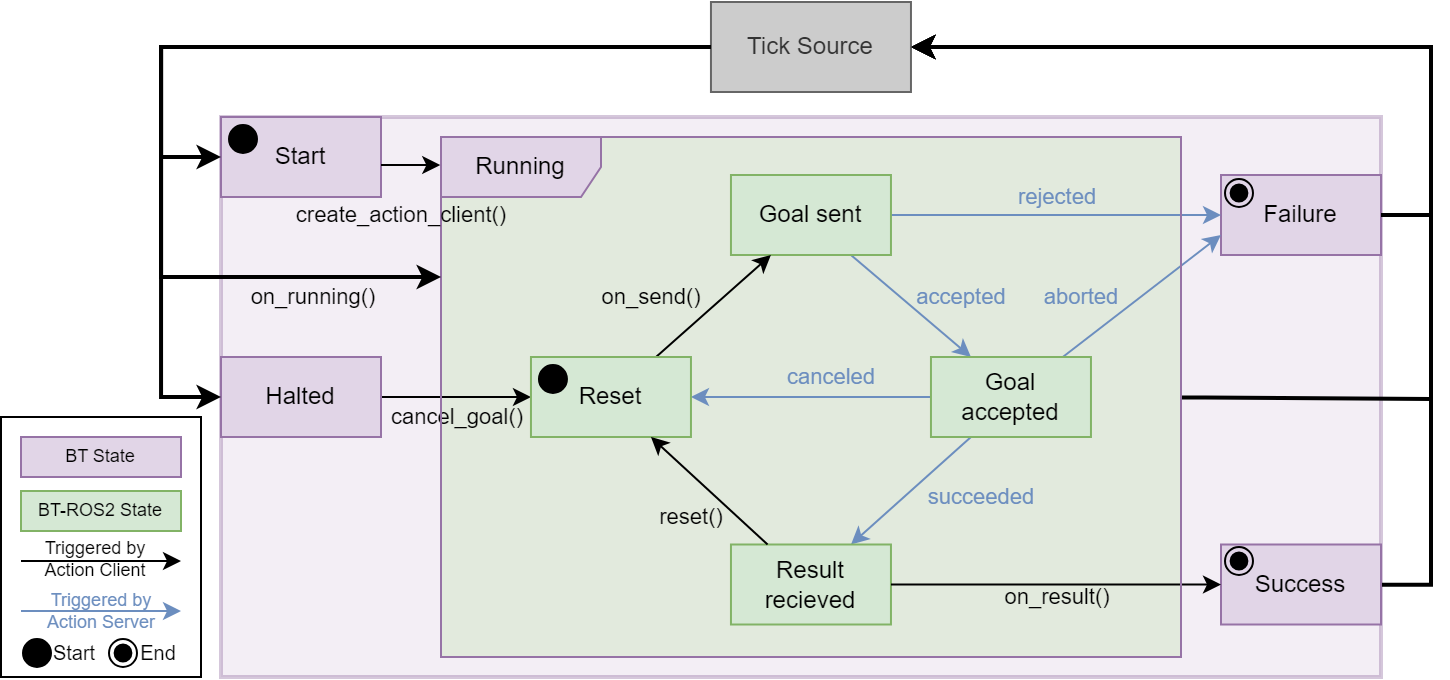 Tick Source
Start
Running
create_action_client()
Goal sent
rejected
Failure
on_running()
on_send()
accepted
aborted
Halted
cancel_goal()
Reset
canceled
Goal
accepted
succeeded
reset()
Result
recieved
on_result()
Success
BT State
BT-ROS2 State
Triggered by
Action Client
Triggered by
Action Server
Start
End